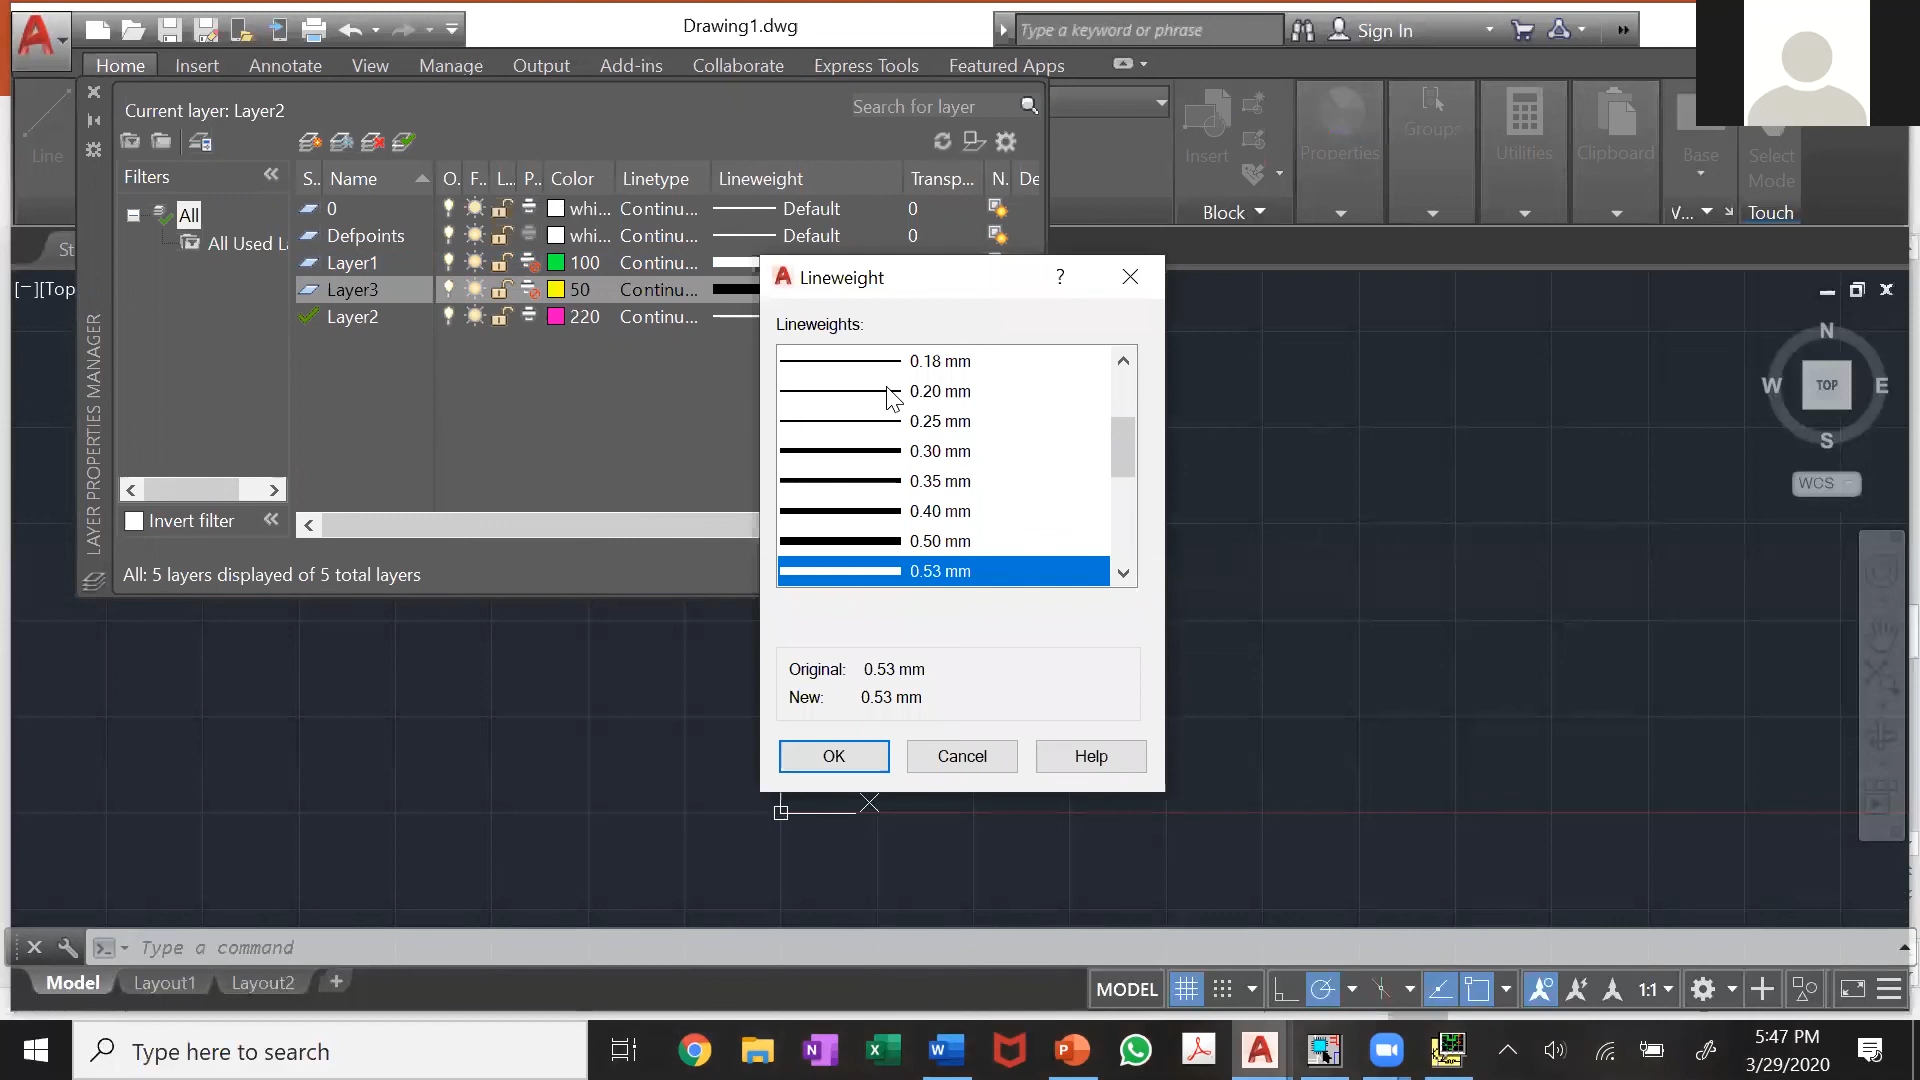 Drawing1.dwg
Type a keyword or phrase
Sign In
Home Insert Annotate View Manage Output Add-ins Collaborate Express Tools Featured Apps
Line
Current layer: Layer2
Search for layer
Insert
Block
Properties
Groups
Utilities
Clipboard
Base
V...
Select
Mode
Touch
Filters
All
All Used L
S.. Name O. F.. L... P.. Color Linetype Lineweight Transp... N. De
0 whi... Continu... Default 0
Defpoints whi... Continu... Default 0
Layer1 100 Continu...
Layer3 50 Continu...
Layer2 220 Continu...
Invert filter
All: 5 layers displayed of 5 total layers
LAYER PROPERTIES MANAGER
St
[−][Top
Lineweight
?
Lineweights:
0.18 mm
0.20 mm
0.25 mm
0.30 mm
0.35 mm
0.40 mm
0.50 mm
0.53 mm
Original: 0.53 mm
New: 0.53 mm
OK Cancel Help
N
W TOP E
S
WCS
Type a command
Model Layout1 Layout2 +
MODEL 1:1
Type here to search
5:47 PM
3/29/2020